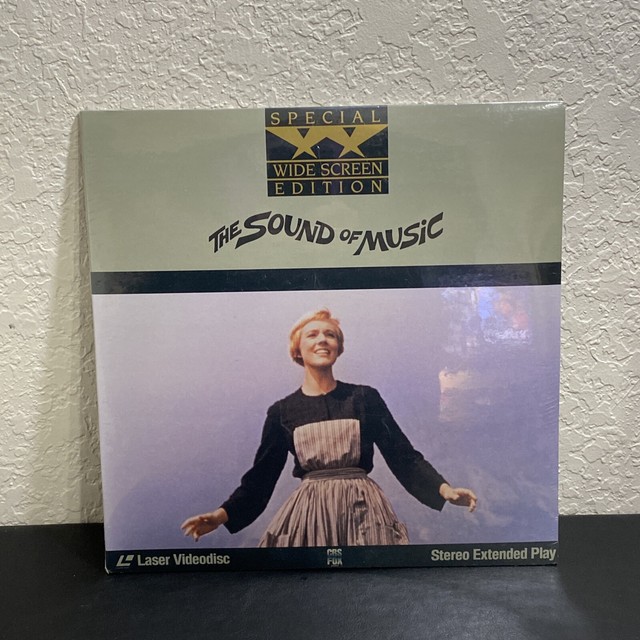 SPECIAL
WIDE SCREEN
EDITION
THE SOUND OF MUSIC
Laser Videodisc
CBS
FOX
Stereo Extended Play